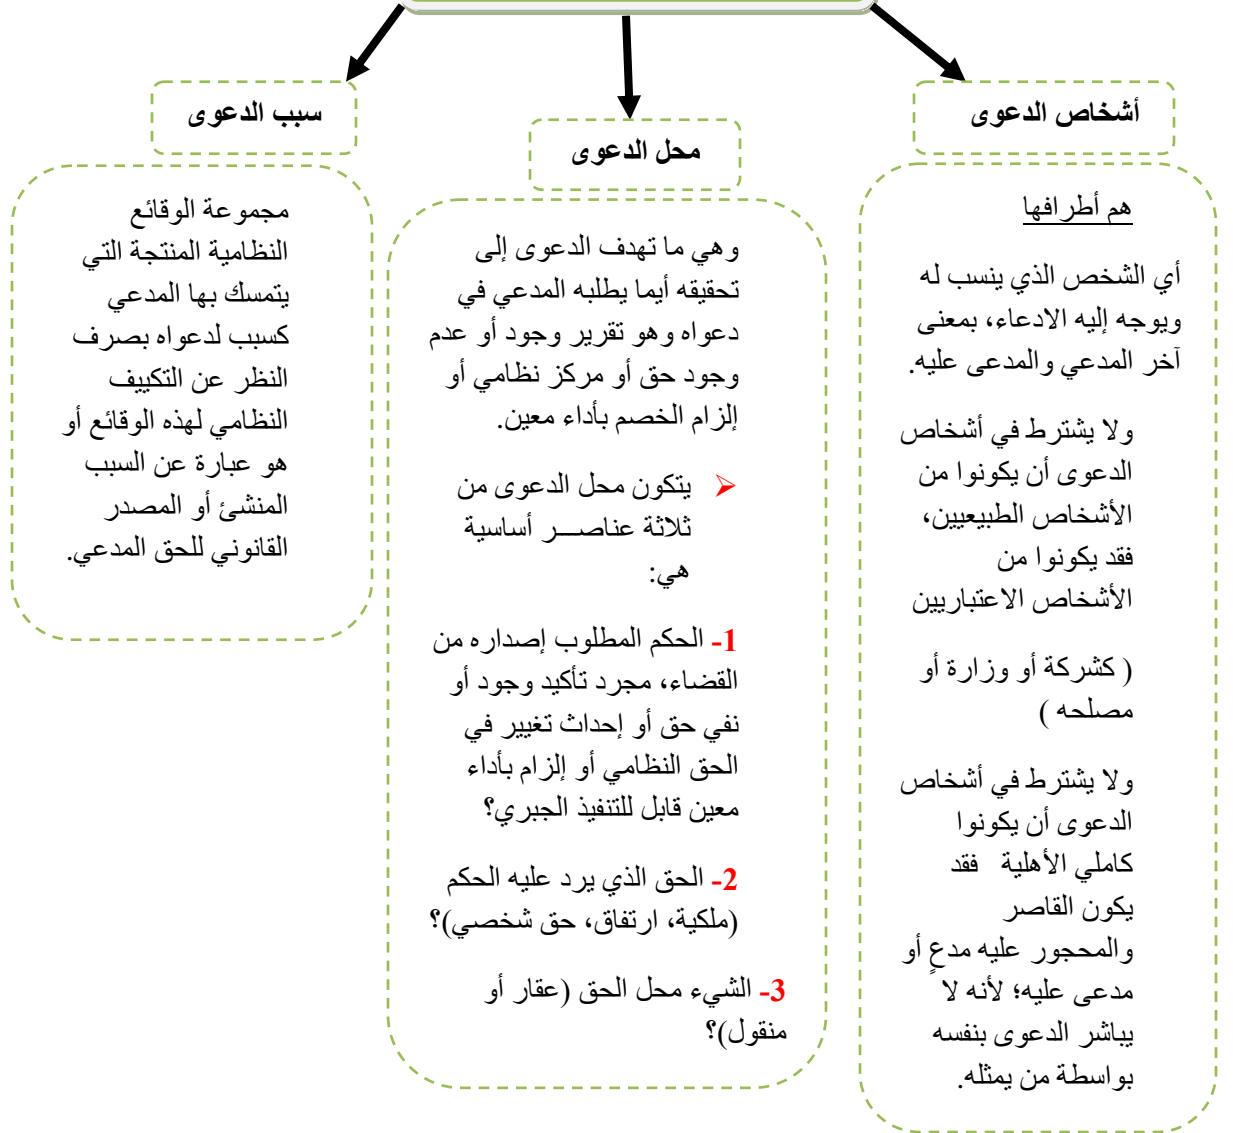 أشخاص الدعوى
هم أطرافها
أي الشخص الذي ينسب له
ويوجه إليه الادعاء، بمعنى
آخر المدعي والمدعى عليه.
ولا يشترط في أشخاص
الدعوى أن يكونوا من
الأشخاص الطبيعيين،
فقد يكونوا من
الأشخاص الاعتباريين
( كشركة أو وزارة أو
مصلحه )
ولا يشترط في أشخاص
الدعوى أن يكونوا
كاملي الأهلية فقد
يكون القاصر
والمحجور عليه مدعٍ أو
مدعى عليه؛ لأنه لا
يباشر الدعوى بنفسه
بواسطة من يمثله.
محل الدعوى
وهي ما تهدف الدعوى إلى
تحقيقه أيما يطلبه المدعي في
دعواه وهو تقرير وجود أو عدم
وجود حق أو مركز نظامي أو
إلزام الخصم بأداء معين.
➢ يتكون محل الدعوى من
ثلاثة عناصـــر أساسية
هي:
1- الحكم المطلوب إصداره من
القضاء، مجرد تأكيد وجود أو
نفي حق أو إحداث تغيير في
الحق النظامي أو إلزام بأداء
معين قابل للتنفيذ الجبري؟
2- الحق الذي يرد عليه الحكم
(ملكية، ارتفاق، حق شخصي)؟
3- الشيء محل الحق (عقار أو
منقول)؟
سبب الدعوى
مجموعة الوقائع
النظامية المنتجة التي
يتمسك بها المدعي
كسبب لدعواه بصرف
النظر عن التكييف
النظامي لهذه الوقائع أو
هو عبارة عن السبب
المنشئ أو المصدر
القانوني للحق المدعي.